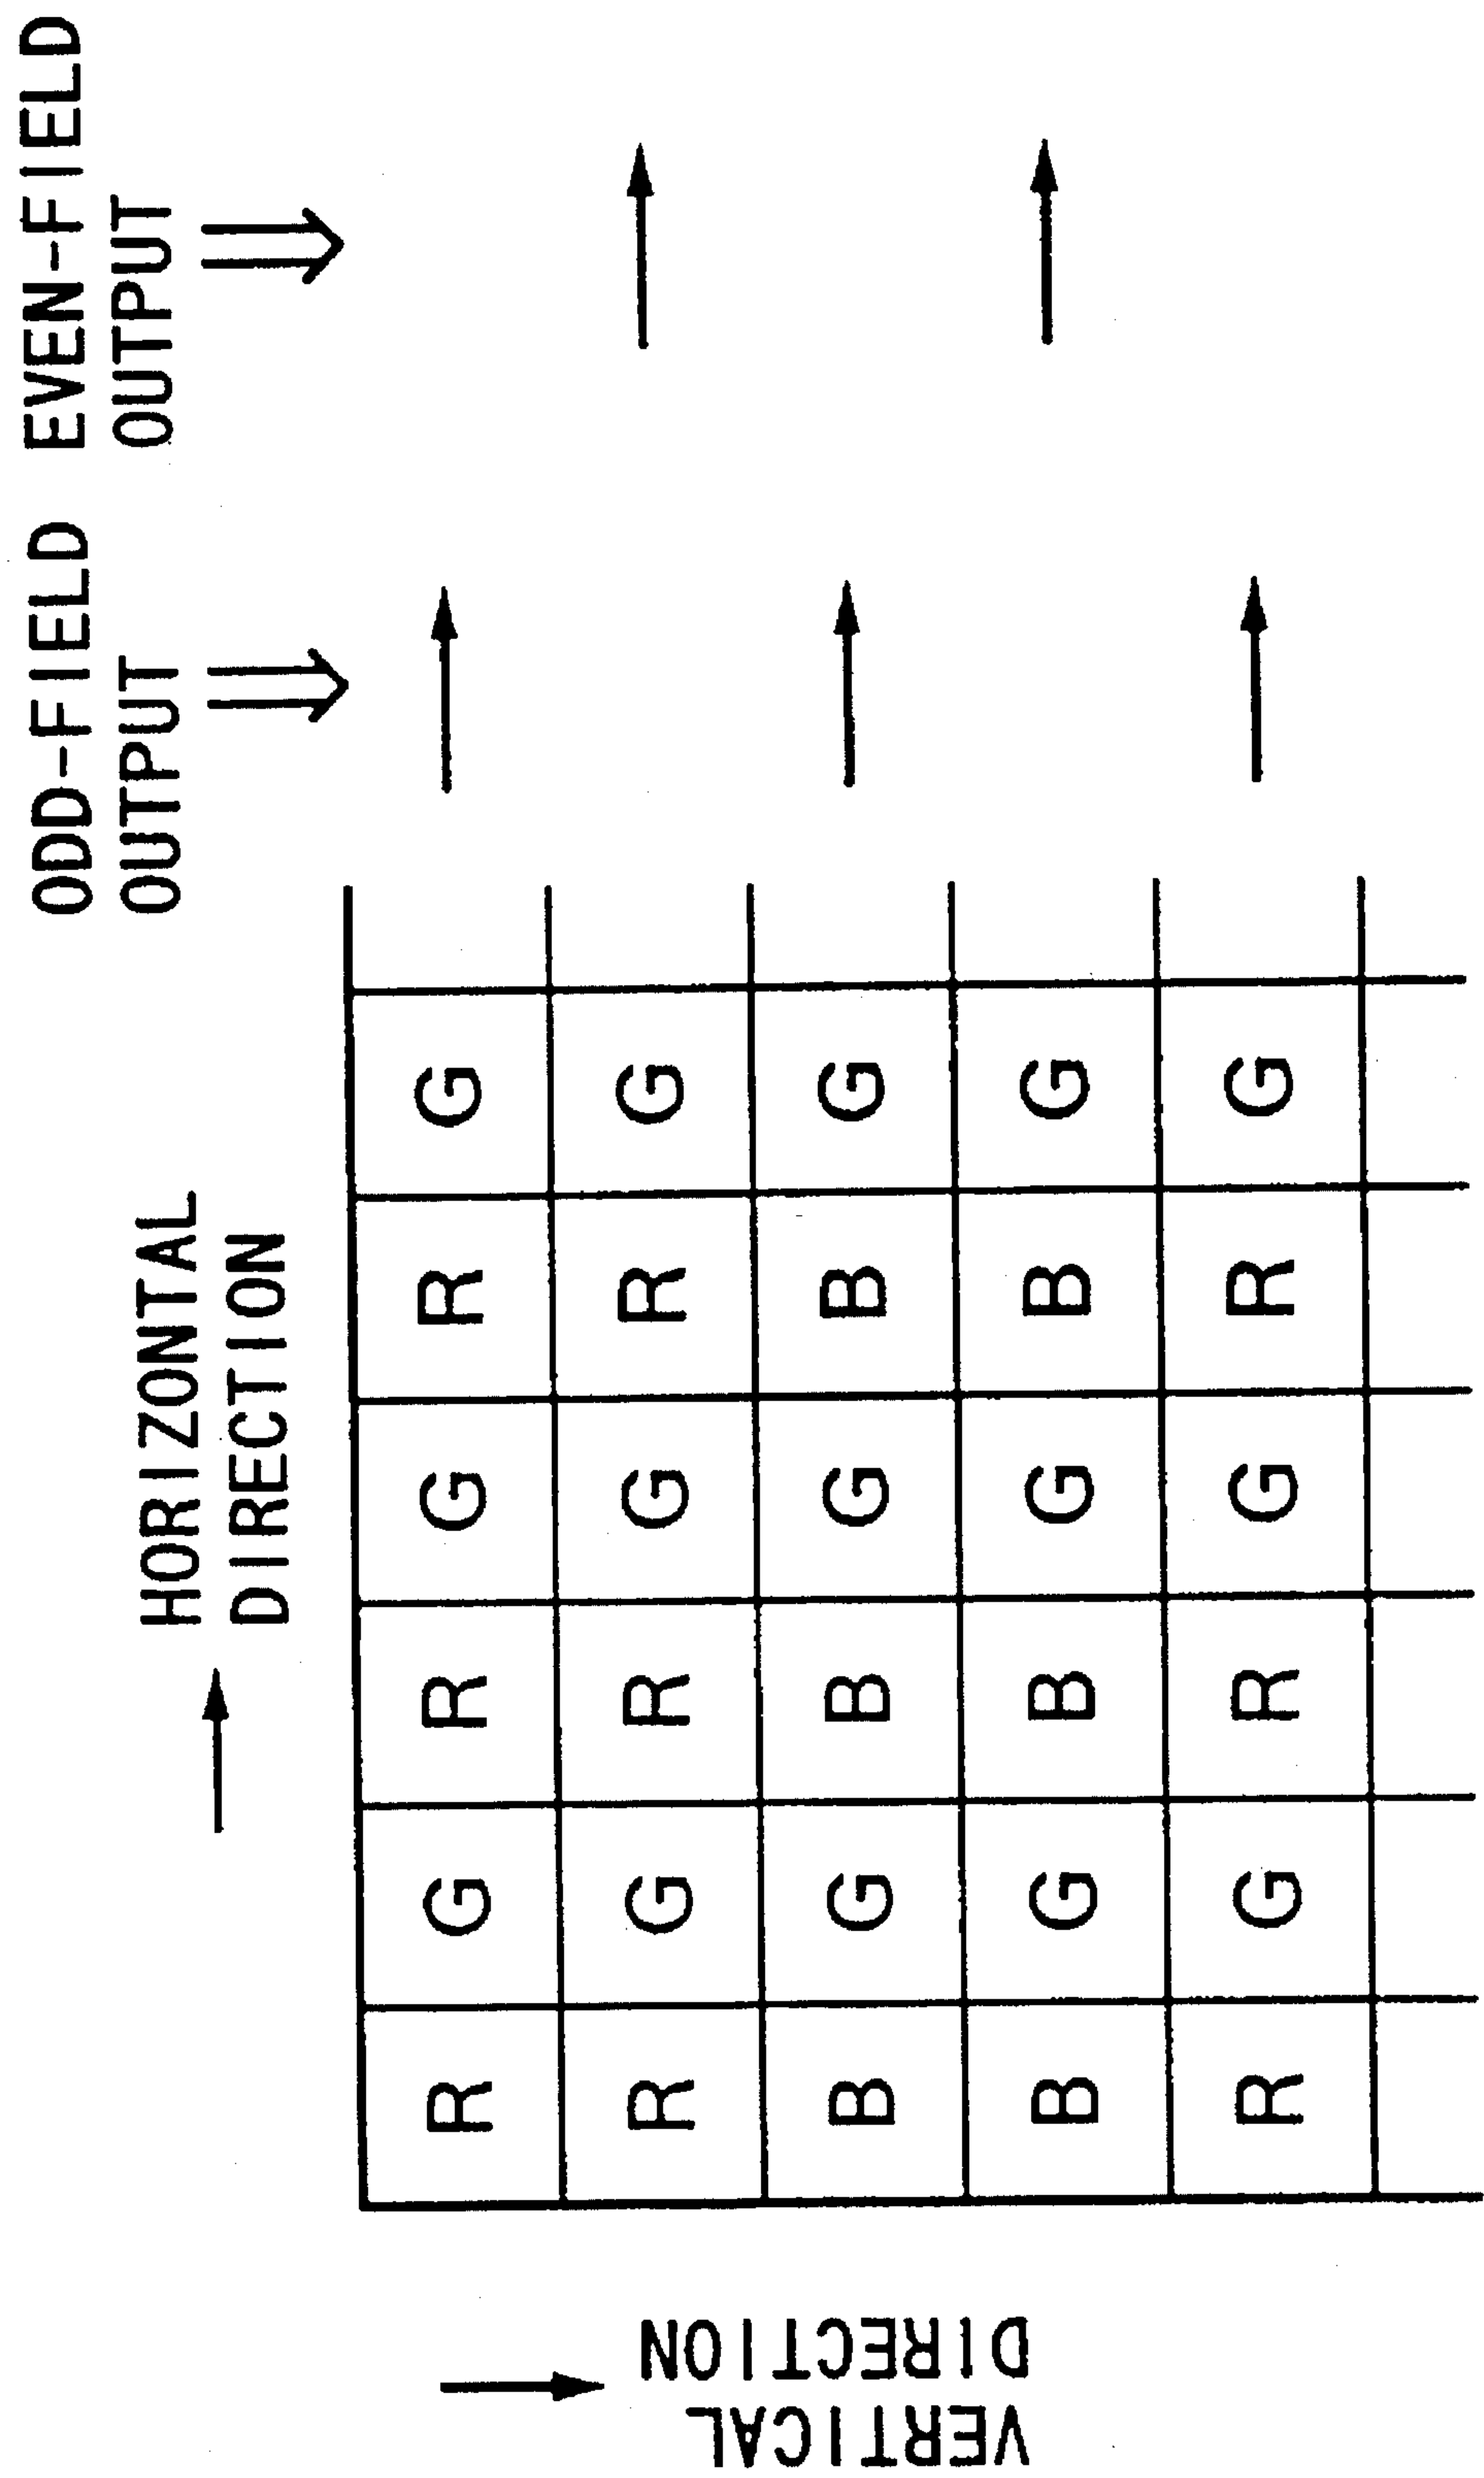 HORIZONTAL
DIRECTION
ODD-FIELD
OUTPUT
EVEN-FIELD
OUTPUT
VERTICAL
DIRECTION
R G R G R G
R G R G R G
B G B G B G
B G B G B G
R G R G R G